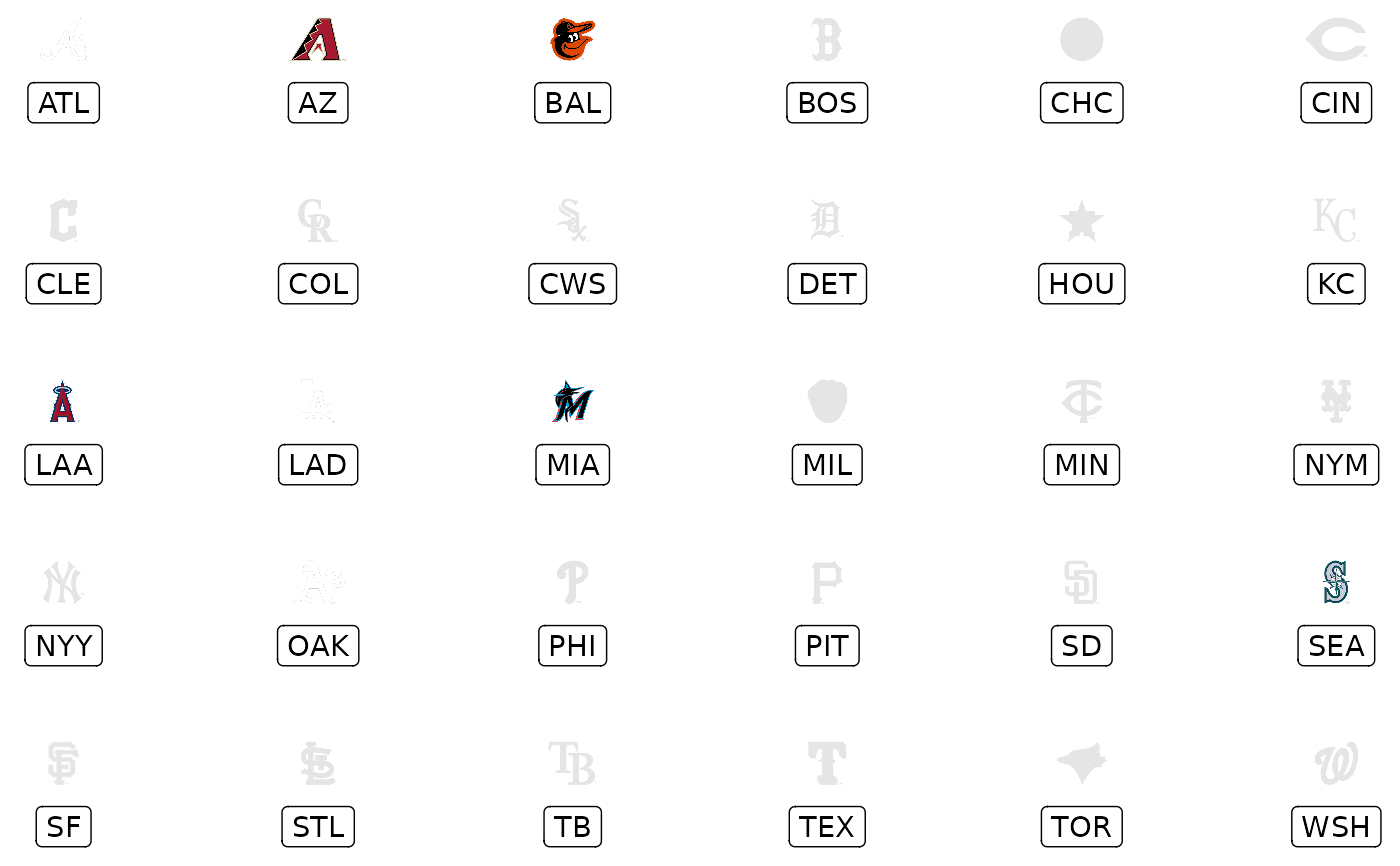 ATL AZ BAL BOS CHC CIN
CLE COL CWS DET HOU KC
LAA LAD MIA MIL MIN NYM
NYY OAK PHI PIT SD SEA
SF STL TB TEX TOR WSH